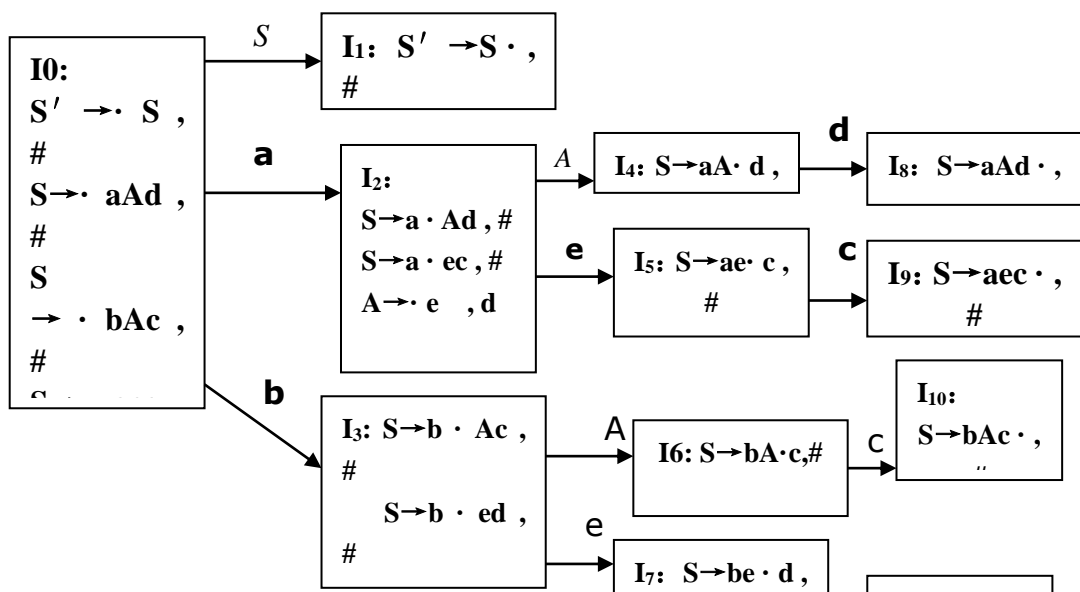 I0:
S′ →· S ,
#
S→· aAd ,
#
S
→ · bAc ,
#
S
I1: S′ →S · ,
#
a
I2:
S→a · Ad , #
S→a · ec , #
A→· e , d
A
I4: S→aA· d ,
d
I8: S→aAd · ,
e
I5: S→ae· c ,
#
c
I9: S→aec · ,
#
b
I3: S→b · Ac ,
#
S→b · ed ,
#
A
I6: S→bA·c,#
c
I10:
S→bAc · ,
e
I7: S→be · d ,